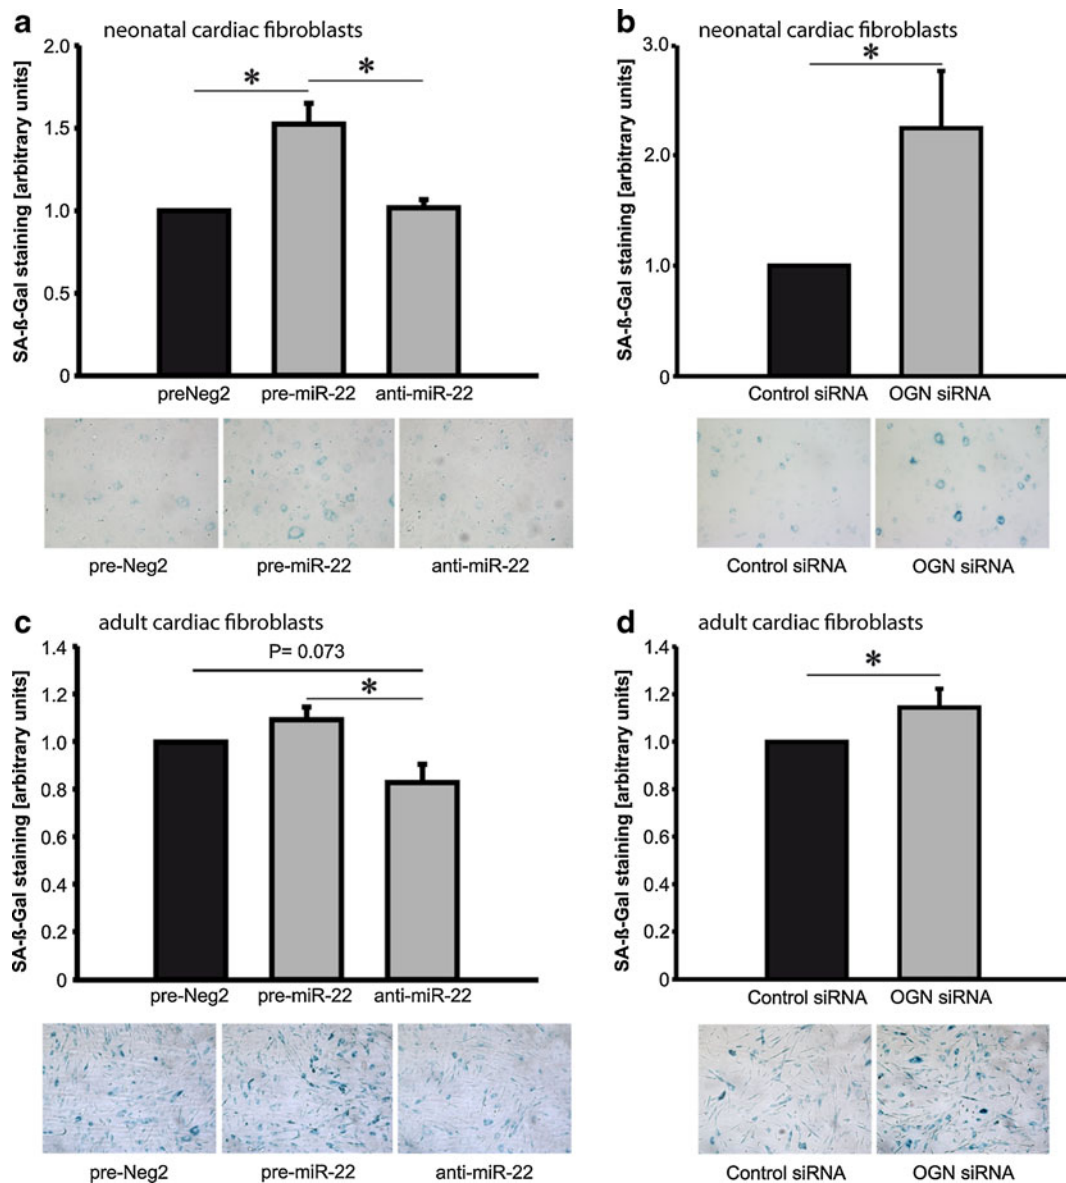 a neonatal cardiac fibroblasts
SA-ß-Gal staining [arbitrary units]
2.0
1.5
1.0
0.5
0
*
*
preNeg2 pre-miR-22 anti-miR-22
pre-Neg2 pre-miR-22 anti-miR-22
b neonatal cardiac fibroblasts
SA-ß-Gal staining [arbitrary units]
3.0
2.0
1.0
0
*
Control siRNA OGN siRNA
Control siRNA OGN siRNA
c adult cardiac fibroblasts
SA-ß-Gal staining [arbitrary units]
1.4
1.2
1.0
0.8
0.6
0.4
0.2
0
P= 0.073
*
pre-Neg2 pre-miR-22 anti-miR-22
pre-Neg2 pre-miR-22 anti-miR-22
d adult cardiac fibroblasts
SA-ß-Gal staining [arbitrary units]
1.4
1.2
1.0
0.8
0.6
0.4
0.2
0
*
Control siRNA OGN siRNA
Control siRNA OGN siRNA